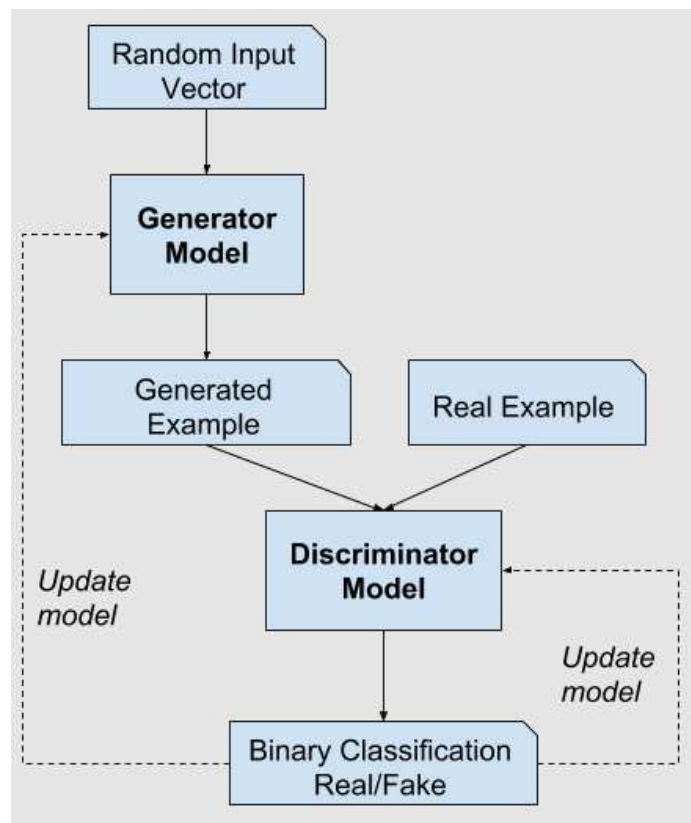 Random Input
Vector
Generator
Model
Generated
Example
Real Example
Discriminator
Model
Update
model
Update
model
Binary Classification
Real/Fake